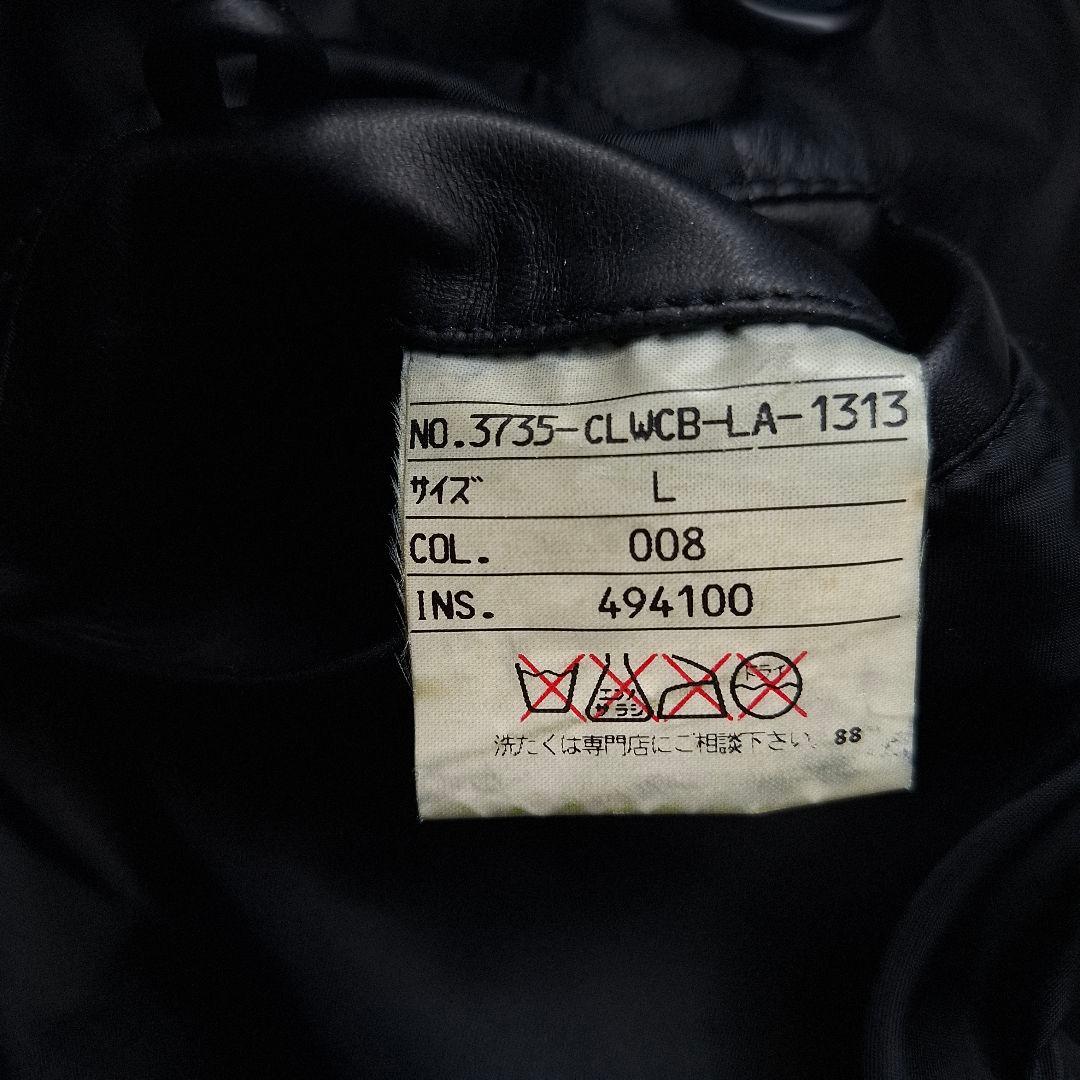 NO.3735-CLWCB-LA-1313
サイズ L
COL. 008
INS. 494100
エンソ サラシ ドライ
洗たくは専門店にご相談下さい。 88